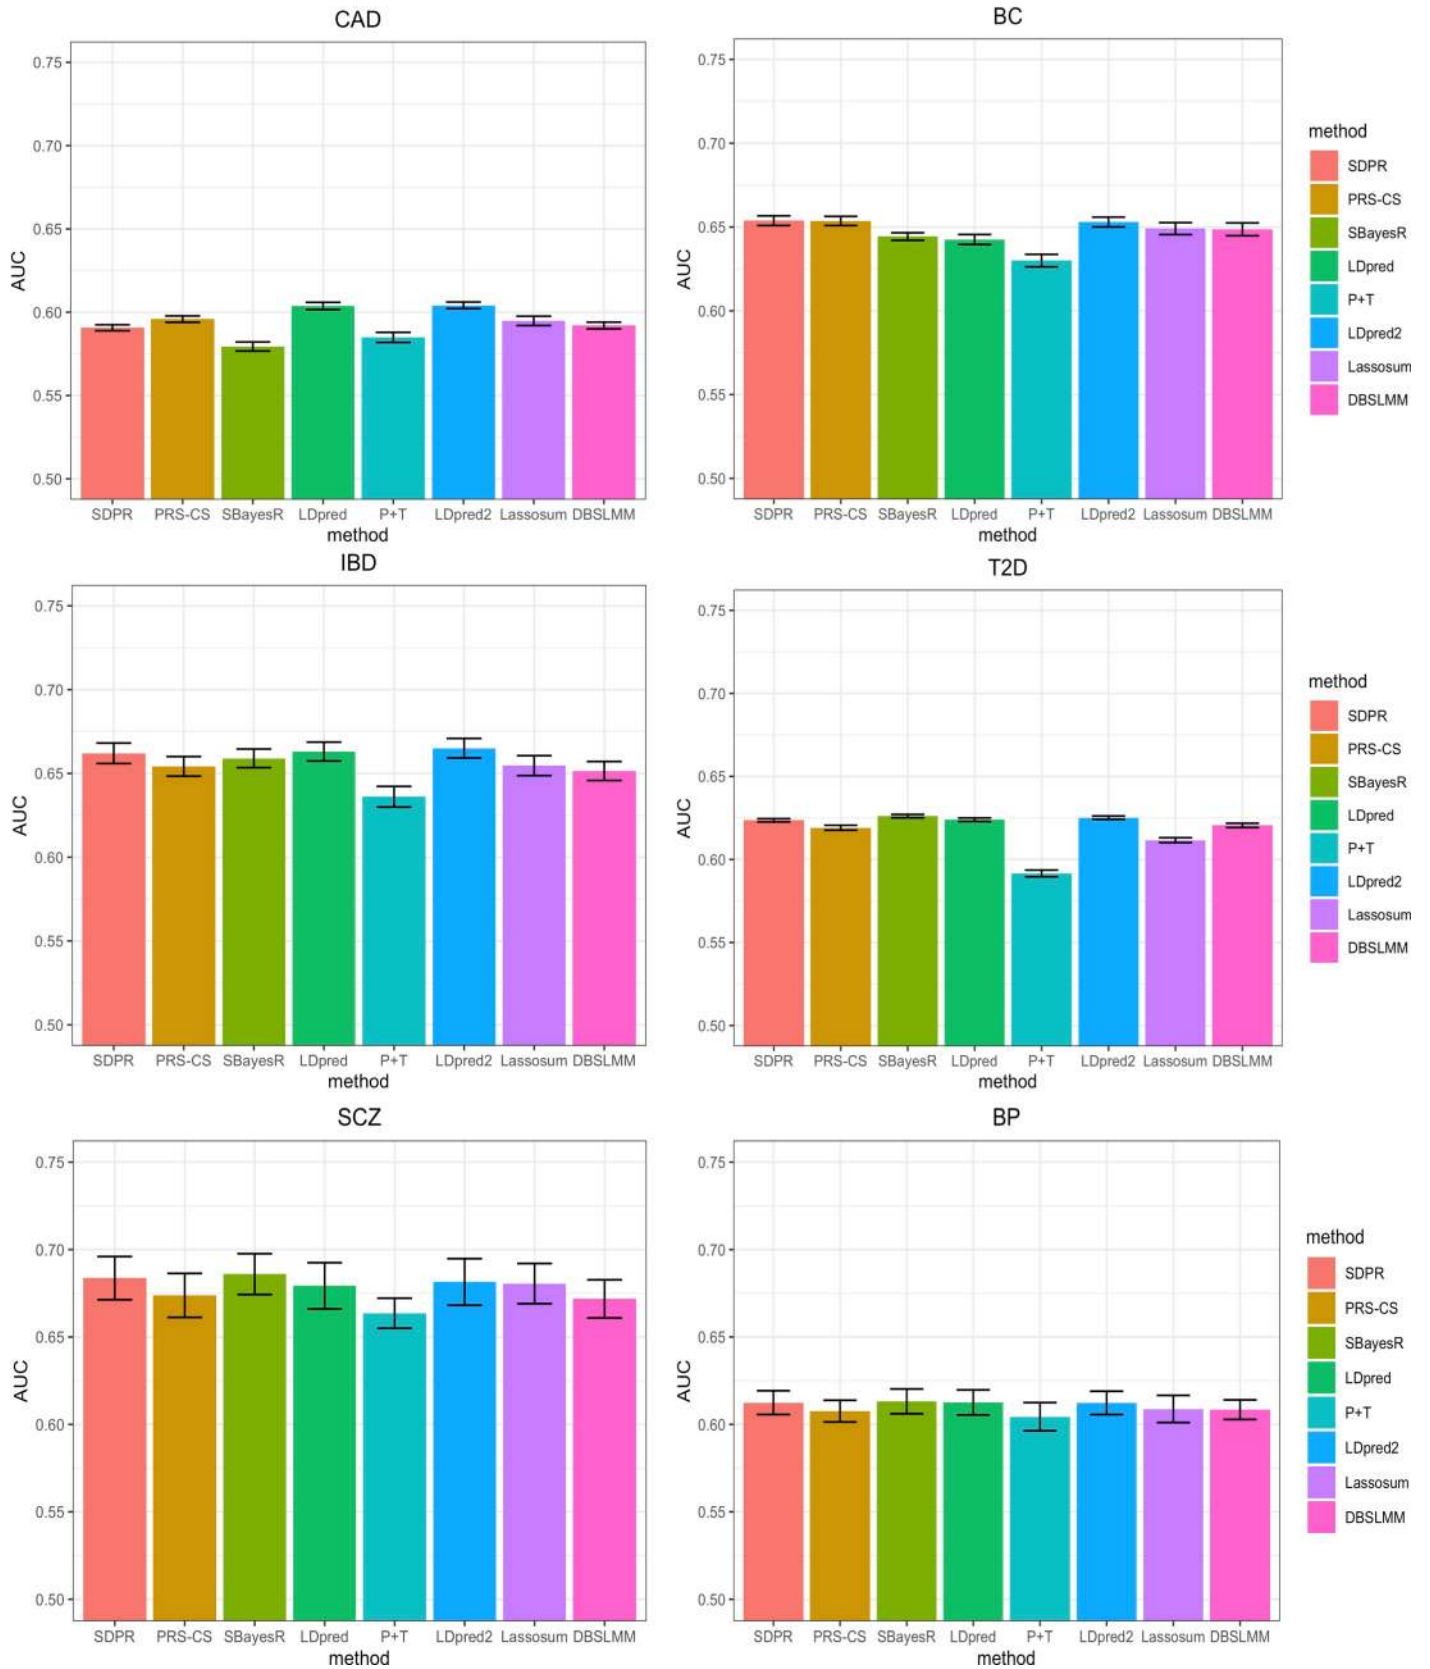 CAD
0.75
0.70
0.65
0.60
0.55
0.50
AUC
SDPR PRS-CS SBayesR LDpred P+T LDpred2 Lassosum DBSLMM
method
BC
0.75
0.70
0.65
0.60
0.55
0.50
AUC
SDPR PRS-CS SBayesR LDpred P+T LDpred2 Lassosum DBSLMM
method
method
SDPR
PRS-CS
SBayesR
LDpred
P+T
LDpred2
Lassosum
DBSLMM
IBD
0.75
0.70
0.65
0.60
0.55
0.50
AUC
SDPR PRS-CS SBayesR LDpred P+T LDpred2 Lassosum DBSLMM
method
T2D
0.75
0.70
0.65
0.60
0.55
0.50
AUC
SDPR PRS-CS SBayesR LDpred P+T LDpred2 Lassosum DBSLMM
method
method
SDPR
PRS-CS
SBayesR
LDpred
P+T
LDpred2
Lassosum
DBSLMM
SCZ
0.75
0.70
0.65
0.60
0.55
0.50
AUC
SDPR PRS-CS SBayesR LDpred P+T LDpred2 Lassosum DBSLMM
method
BP
0.75
0.70
0.65
0.60
0.55
0.50
AUC
SDPR PRS-CS SBayesR LDpred P+T LDpred2 Lassosum DBSLMM
method
method
SDPR
PRS-CS
SBayesR
LDpred
P+T
LDpred2
Lassosum
DBSLMM